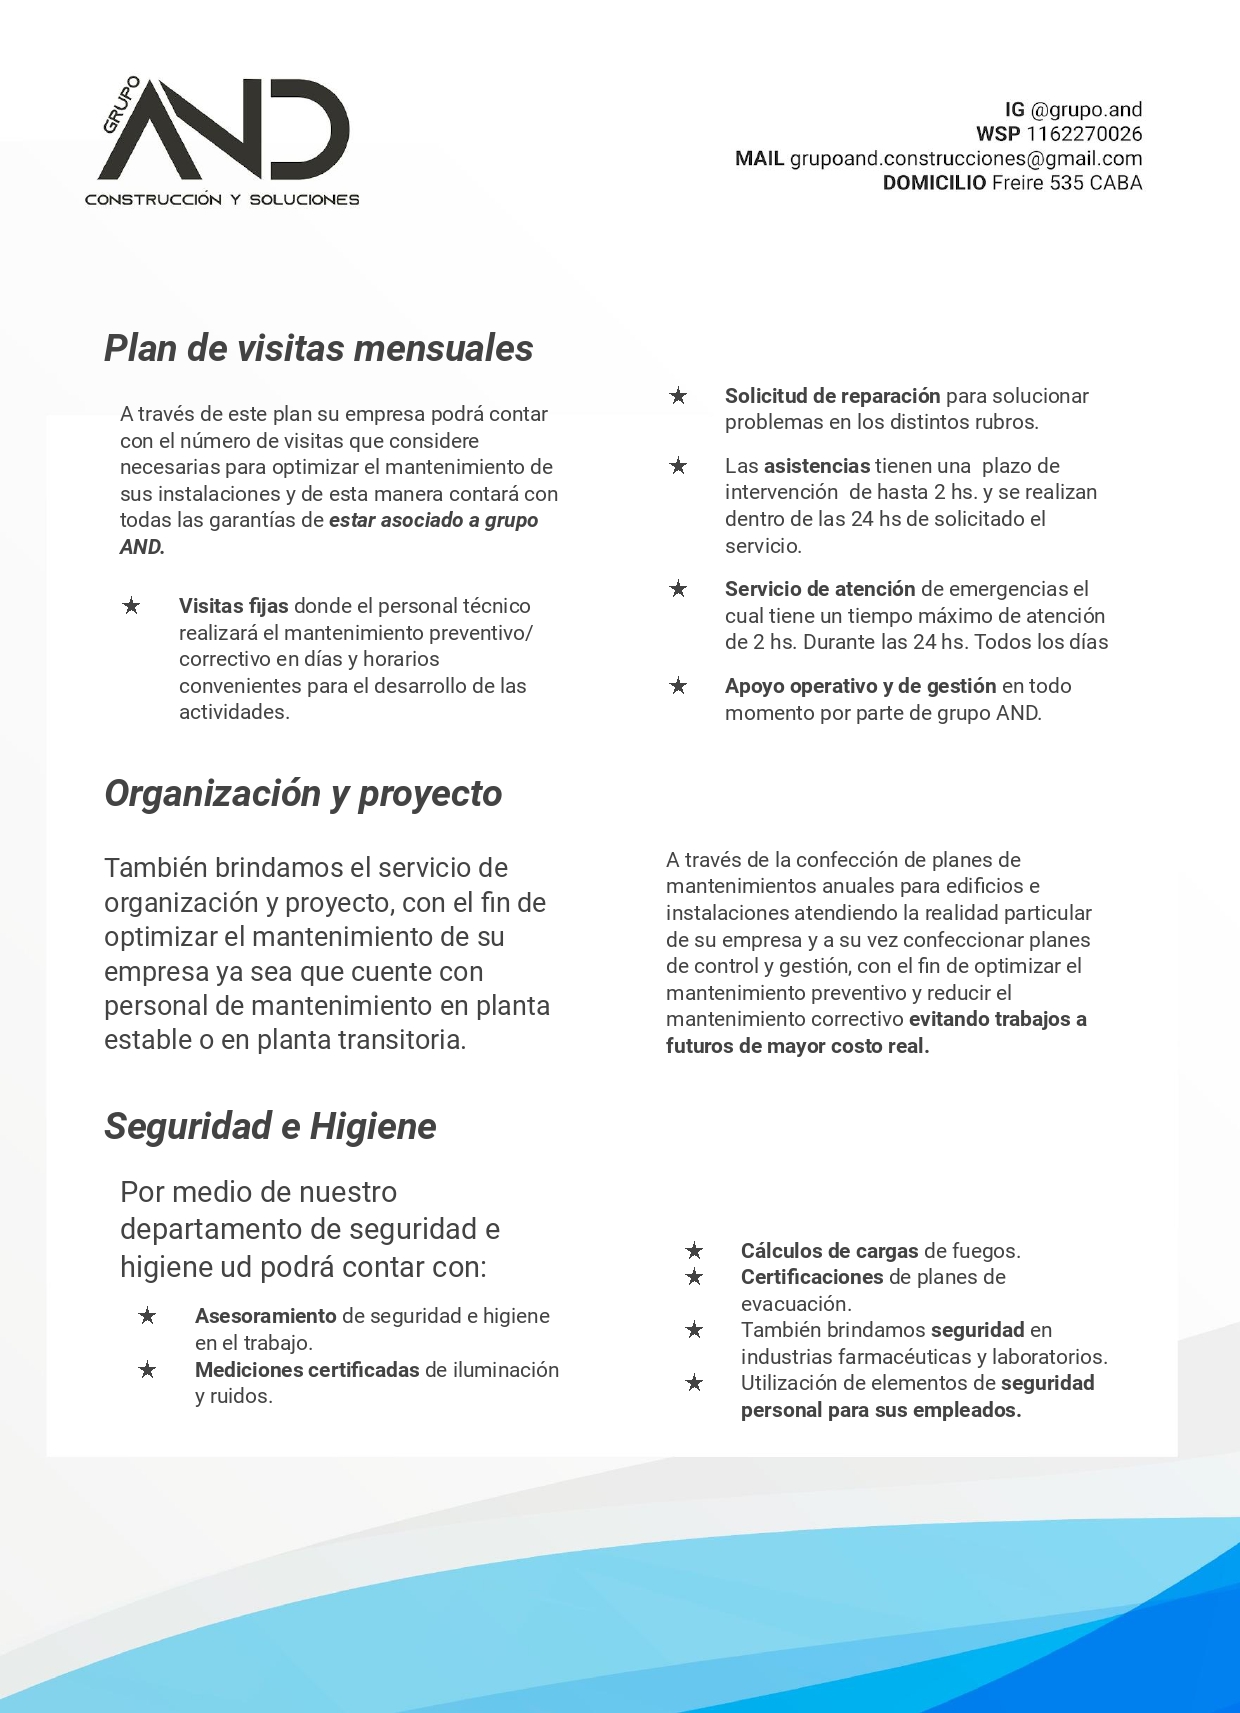 GRUPO
AND
CONSTRUCCIÓN Y SOLUCIONES
IG @grupo.and
WSP 1162270026
MAIL grupoand.construcciones@gmail.com
DOMICILIO Freire 535 CABA
Plan de visitas mensuales
A través de este plan su empresa podrá contar
con el número de visitas que considere
necesarias para optimizar el mantenimiento de
sus instalaciones y de esta manera contará con
todas las garantías de estar asociado a grupo
AND.
★ Visitas fijas donde el personal técnico
realizará el mantenimiento preventivo/
correctivo en días y horarios
convenientes para el desarrollo de las
actividades.
★ Solicitud de reparación para solucionar
problemas en los distintos rubros.
★ Las asistencias tienen una  plazo de
intervención  de hasta 2 hs. y se realizan
dentro de las 24 hs de solicitado el
servicio.
★ Servicio de atención de emergencias el
cual tiene un tiempo máximo de atención
de 2 hs. Durante las 24 hs. Todos los días
★ Apoyo operativo y de gestión en todo
momento por parte de grupo AND.
Organización y proyecto
También brindamos el servicio de
organización y proyecto, con el fin de
optimizar el mantenimiento de su
empresa ya sea que cuente con
personal de mantenimiento en planta
estable o en planta transitoria.
A través de la confección de planes de
mantenimientos anuales para edificios e
instalaciones atendiendo la realidad particular
de su empresa y a su vez confeccionar planes
de control y gestión, con el fin de optimizar el
mantenimiento preventivo y reducir el
mantenimiento correctivo evitando trabajos a
futuros de mayor costo real.
Seguridad e Higiene
Por medio de nuestro
departamento de seguridad e
higiene ud podrá contar con:
★ Asesoramiento de seguridad e higiene
en el trabajo.
★ Mediciones certificadas de iluminación
y ruidos.
★ Cálculos de cargas de fuegos.
★ Certificaciones de planes de
evacuación.
★ También brindamos seguridad en
industrias farmacéuticas y laboratorios.
★ Utilización de elementos de seguridad
personal para sus empleados.